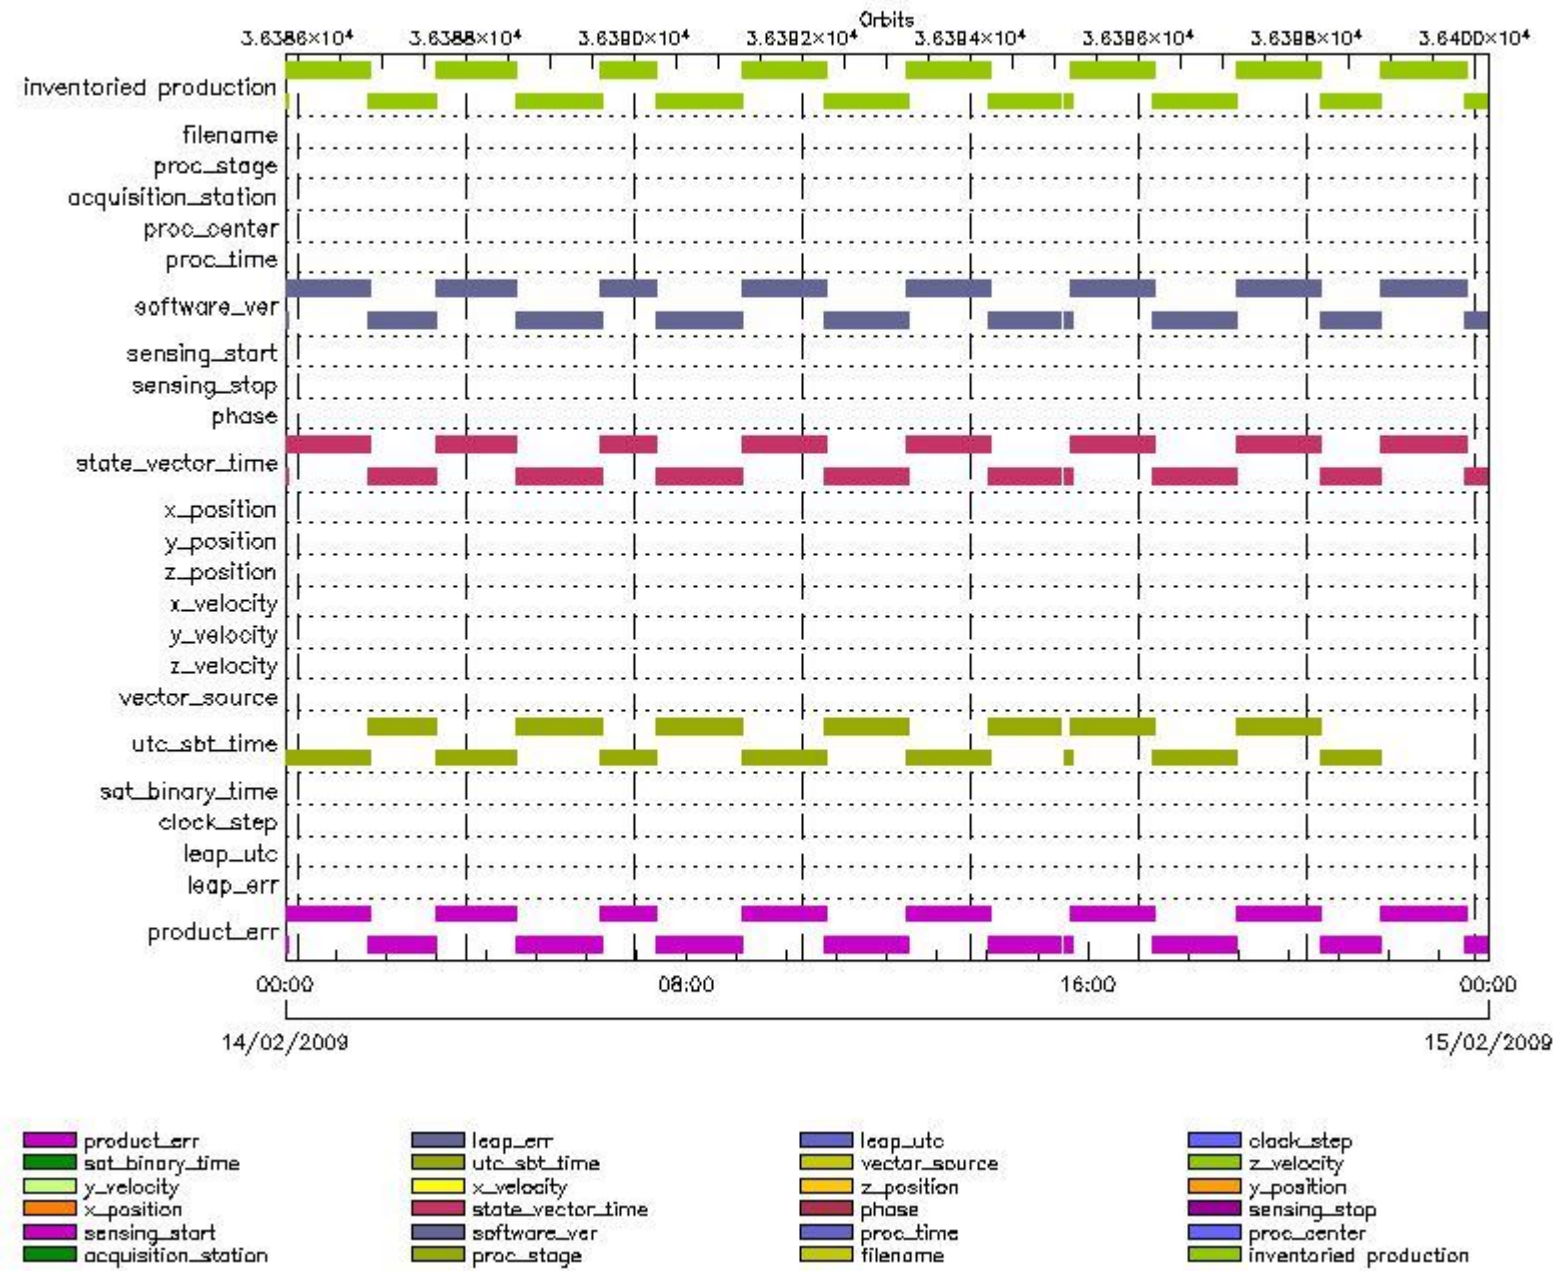 Orbits
3.6386×10⁴ 3.6388×10⁴ 3.6390×10⁴ 3.6392×10⁴ 3.6394×10⁴ 3.6396×10⁴ 3.6398×10⁴ 3.6400×10⁴
inventoried production
filename
proc_stage
acquisition_station
proc_center
proc_time
software_ver
sensing_start
sensing_stop
phase
state_vector_time
x_position
y_position
z_position
x_velocity
y_velocity
z_velocity
vector_source
utc_sbt_time
sat_binary_time
clock_step
leap_utc
leap_err
product_err
00:00 08:00 16:00 00:00
14/02/2009 15/02/2009
product_err leap_err leap_utc clock_step
sat_binary_time utc_sbt_time vector_source z_velocity
y_velocity x_velocity z_position y_position
x_position state_vector_time phase sensing_stop
sensing_start software_ver proc_time proc_center
acquisition_station proc_stage filename inventoried production